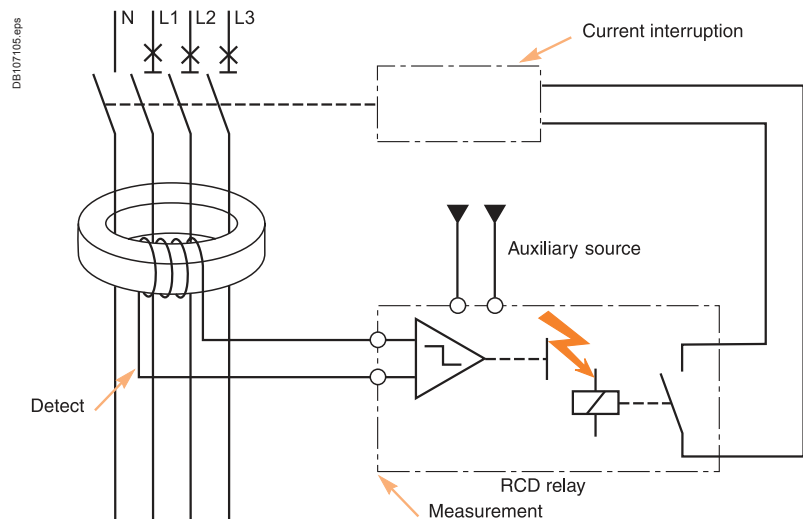 DB107105.eps
N L1 L2 L3
Current interruption
Auxiliary source
Detect
RCD relay
Measurement